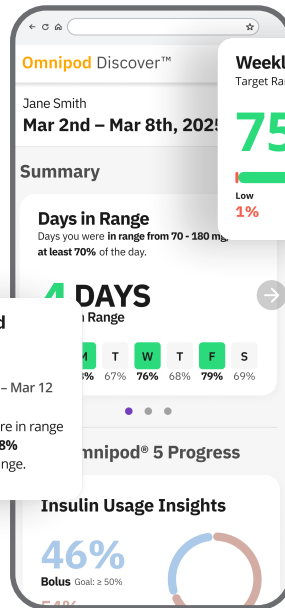 Omnipod Discover™
Weekl
Target Ra
Jane Smith
Mar 2nd – Mar 8th, 2025
75
Low
1%
Summary
Days in Range
Days you were in range from 70 - 180 mg
at least 70% of the day.
4 DAYS
Range
T W T F S
67% 76% 68% 79% 69%
– Mar 12
re in range
8%
nge.
mnipod® 5 Progress
Insulin Usage Insights
46%
Bolus Goal: ≥ 50%
54%